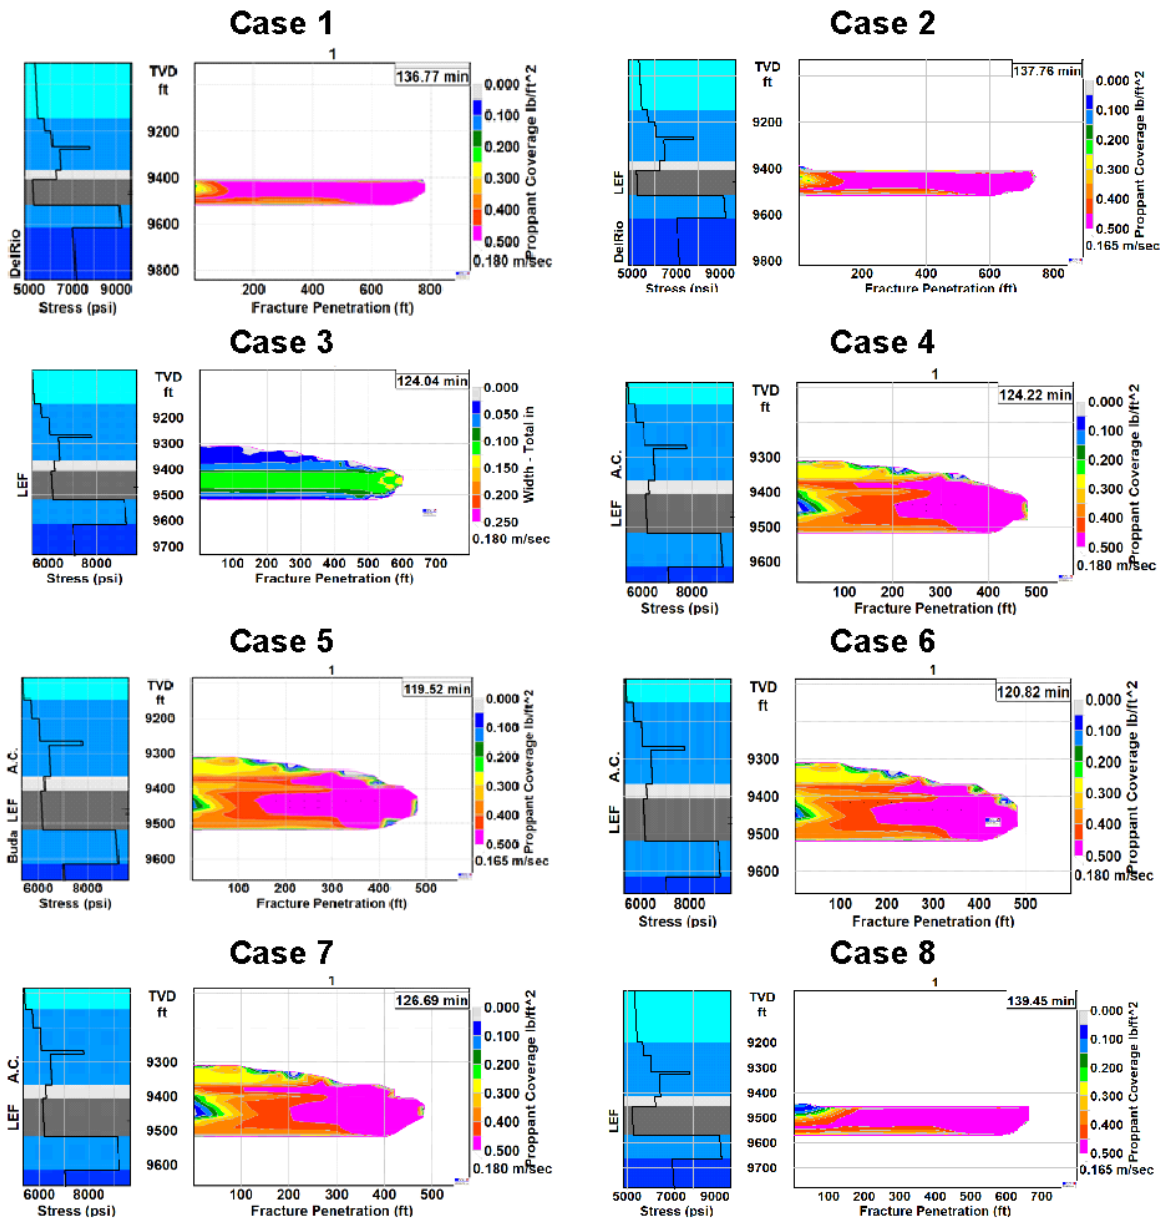 Case 1
1
TVD
ft
9200
9400
9600
9800
136.77 min
0.000
0.100
0.200
0.300
0.400
0.500
Proppant Coverage lb/ft^2
0.180 m/sec
DelRio
5000 7000 9000
Stress (psi)
200 400 600 800
Fracture Penetration (ft)
Case 2
TVD
ft
9200
9400
9600
9800
137.76 min
0.000
0.100
0.200
0.300
0.400
0.500
Proppant Coverage lb/ft^2
0.165 m/sec
LEF
DelRio
5000 7000 9000
Stress (psi)
200 400 600 800
Fracture Penetration (ft)
Case 3
TVD
ft
9200
9300
9400
9500
9600
9700
124.04 min
0.000
0.050
0.100
0.150
0.200
0.250
Width - Total in
0.180 m/sec
LEF
6000 8000
Stress (psi)
100 200 300 400 500 600 700
Fracture Penetration (ft)
Case 4
1
TVD
ft
9300
9400
9500
9600
124.22 min
0.000
0.100
0.200
0.300
0.400
0.500
Proppant Coverage lb/ft^2
0.180 m/sec
A.C.
LEF
6000 8000
Stress (psi)
100 200 300 400 500
Fracture Penetration (ft)
Case 5
1
TVD
ft
9200
9300
9400
9500
9600
119.52 min
0.000
0.100
0.200
0.300
0.400
0.500
Proppant Coverage lb/ft^2
0.165 m/sec
A.C.
LEF
Buda
6000 8000
Stress (psi)
100 200 300 400 500
Fracture Penetration (ft)
Case 6
1
TVD
ft
9300
9400
9500
9600
120.82 min
0.000
0.100
0.200
0.300
0.400
0.500
Proppant Coverage lb/ft^2
0.180 m/sec
A.C.
LEF
6000 8000
Stress (psi)
100 200 300 400 500
Fracture Penetration (ft)
Case 7
1
TVD
ft
9300
9400
9500
9600
126.69 min
0.000
0.100
0.200
0.300
0.400
0.500
Proppant Coverage lb/ft^2
0.180 m/sec
A.C.
LEF
6000 8000
Stress (psi)
100 200 300 400 500
Fracture Penetration (ft)
Case 8
1
TVD
ft
9200
9300
9400
9500
9600
9700
139.45 min
0.000
0.100
0.200
0.300
0.400
0.500
Proppant Coverage lb/ft^2
0.165 m/sec
LEF
5000 7000 9000
Stress (psi)
100 200 300 400 500 600 700
Fracture Penetration (ft)